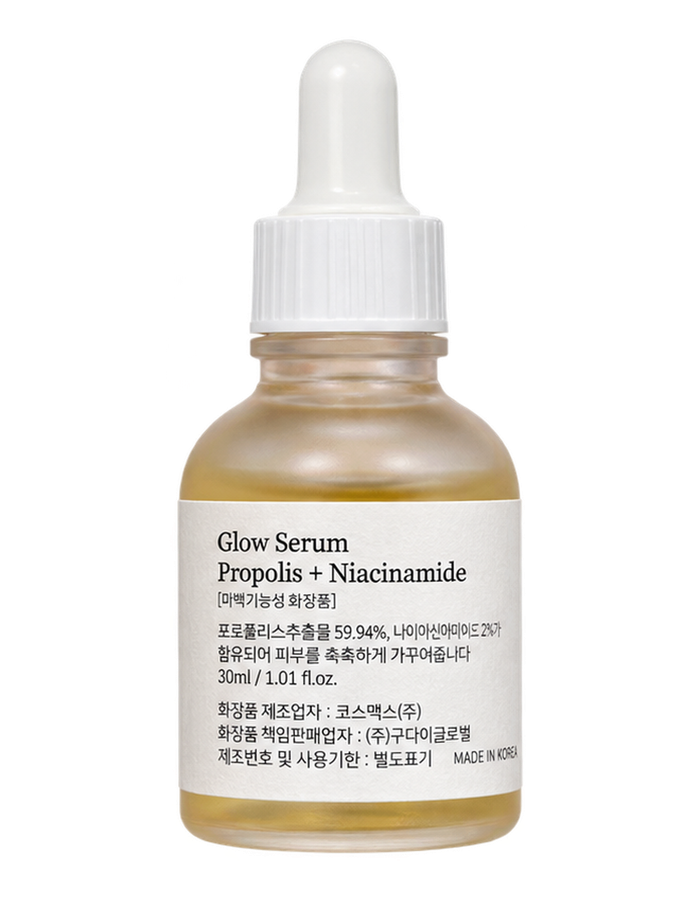 Glow Serum
Propolis + Niacinamide
[마백기능성 화장품]
포로풀리스추출물 59.94%, 나이아신아미이드 2%가
함유되어 피부를 촉촉하게 가꾸어줍니다
30ml / 1.01 fl.oz.
화장품 제조업자 : 코스맥스(주)
화장품 책임판매업자 : (주)구다이글로벌
제조번호 및 사용기한 : 별도표기 MADE IN KOREA